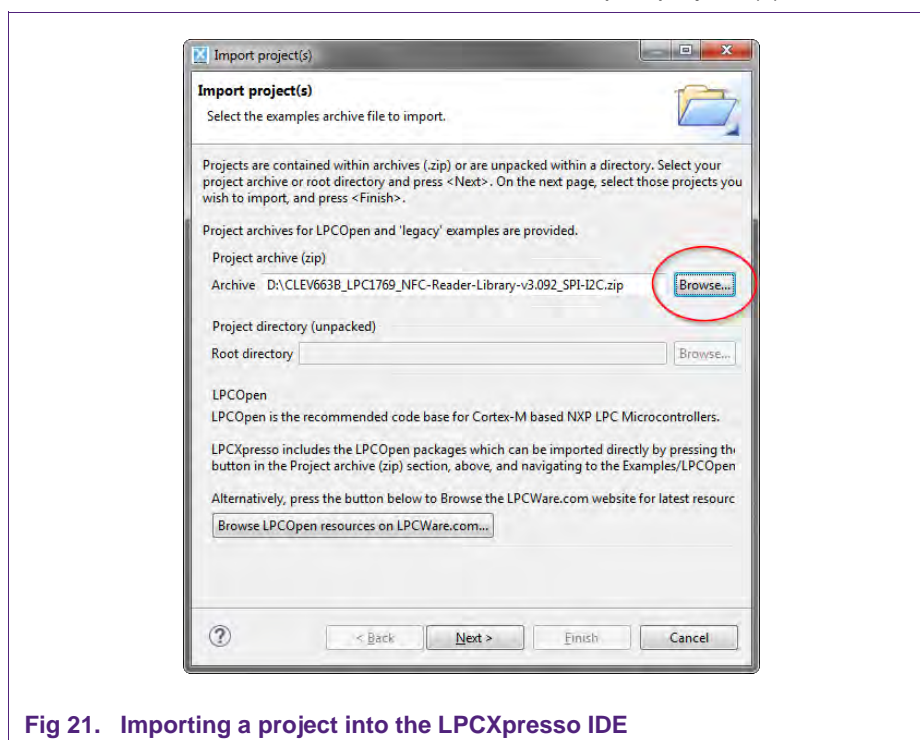 Import project(s)
Import project(s)
Select the examples archive file to import.
Projects are contained within archives (.zip) or are unpacked within a directory. Select your
project archive or root directory and press <Next>. On the next page, select those projects you
wish to import, and press <Finish>.
Project archives for LPCOpen and 'legacy' examples are provided.
Project archive (zip)
Archive D:\CLEV663B_LPC1769_NFC-Reader-Library-v3.092_SPI-I2C.zip Browse...
Project directory (unpacked)
Root directory Browse...
LPCOpen
LPCOpen is the recommended code base for Cortex-M based NXP LPC Microcontrollers.
LPCXpresso includes the LPCOpen packages which can be imported directly by pressing th
button in the Project archive (zip) section, above, and navigating to the Examples/LPCOpen
Alternatively, press the button below to Browse the LPCWare.com website for latest resourc
Browse LPCOpen resources on LPCWare.com...
< Back Next > Finish Cancel
Fig 21. Importing a project into the LPCXpresso IDE